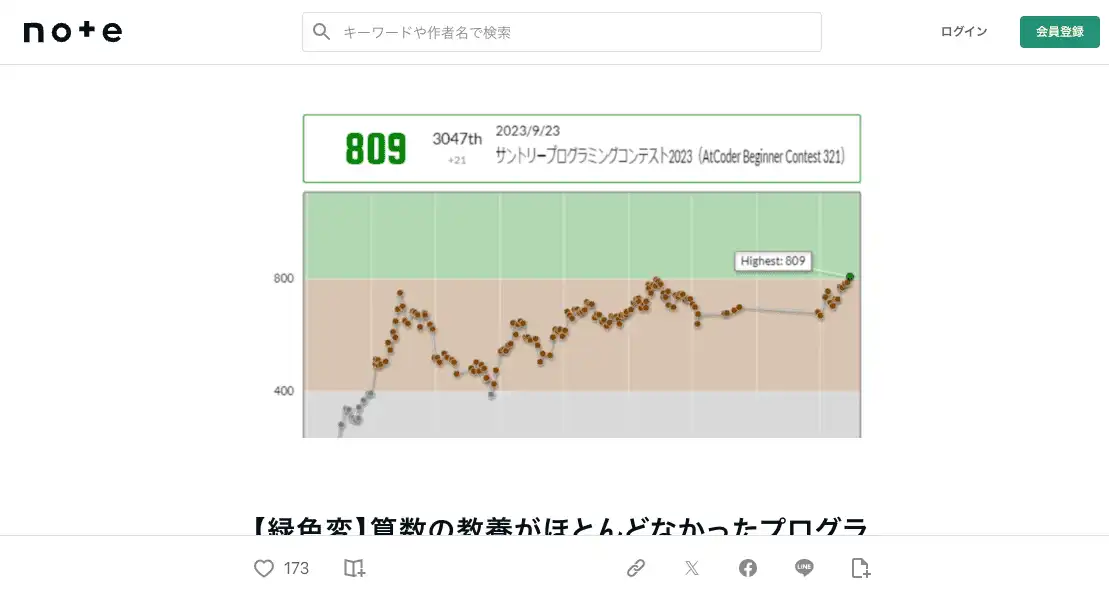 note
キーワードや作者名で検索
ログイン
会員登録
809
3047th
+21
2023/9/23
サントリープログラミングコンテスト2023（AtCoder Beginner Contest 321）
Highest: 809
800
400
【緑色変】算数の教養がほとんどなかったプログラ
173
LINE